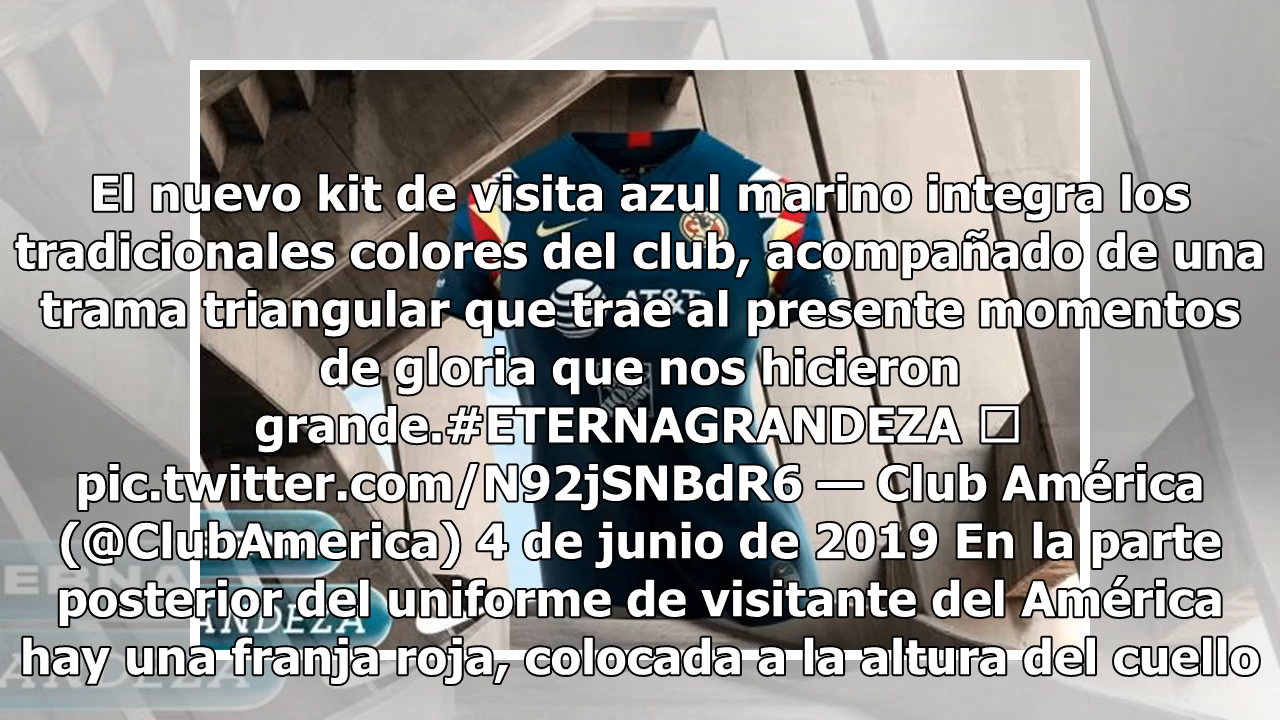 El nuevo kit de visita azul marino integra los
tradicionales colores del club, acompañado de una
trama triangular que trae al presente momentos
de gloria que nos hicieron
grande.#ETERNAGRANDEZA □
pic.twitter.com/N92jSNBdR6 — Club América
(@ClubAmerica) 4 de junio de 2019 En la parte
posterior del uniforme de visitante del América
hay una franja roja, colocada a la altura del cuello
AT&T
ANDEZA